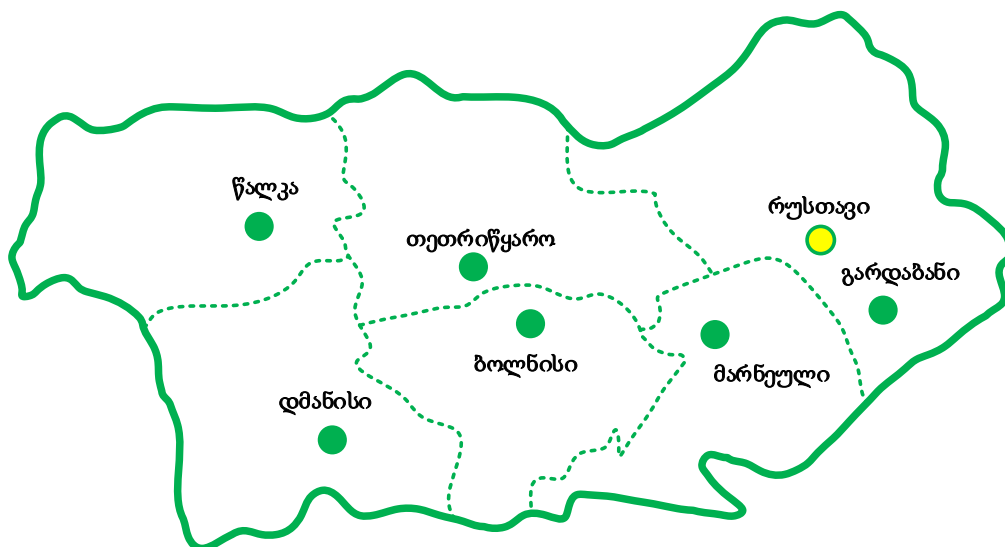 წალკა
რუსთავი
თეთრიწყარო
გარდაბანი
ბოლნისი
მარნეული
დმანისი